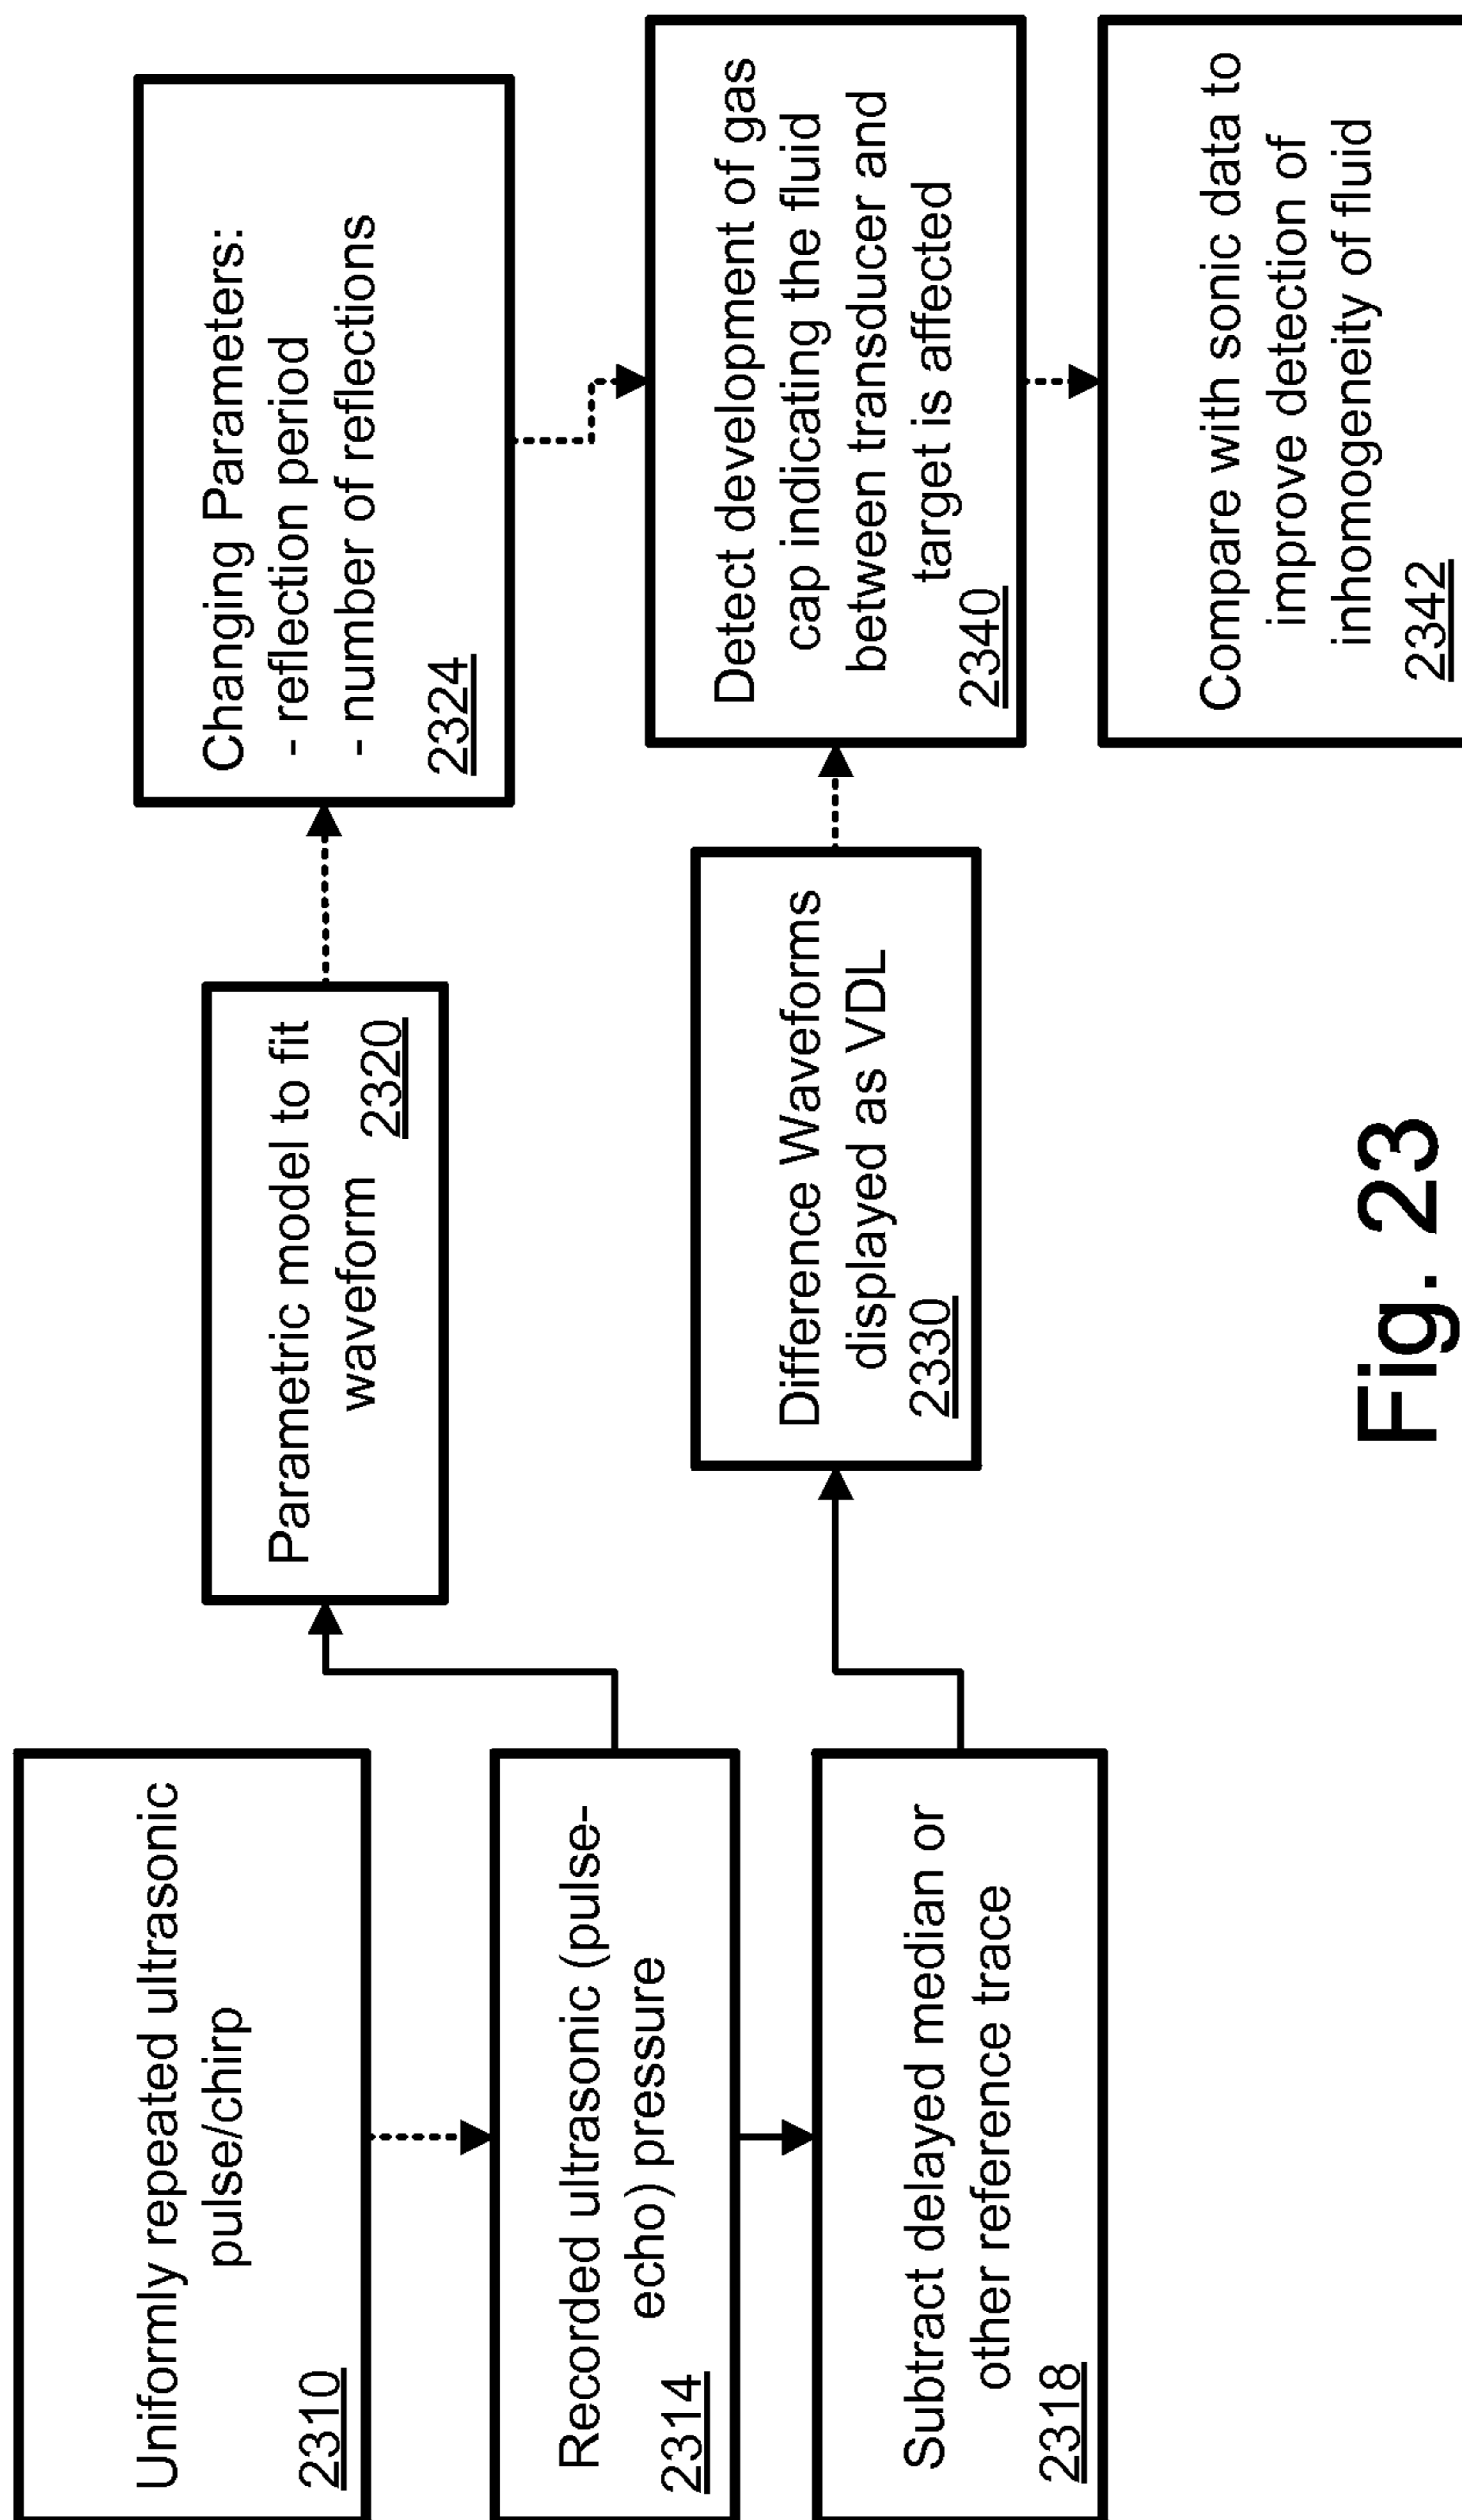 Uniformly repeated ultrasonic
pulse/chirp
2310
Recorded ultrasonic (pulse-
echo) pressure
2314
Subtract delayed median or
other reference trace
2318
Parametric model to fit
waveform 2320
Difference Waveforms
displayed as VDL
2330
Changing Parameters:
- reflection period
- number of reflections
2324
Detect development of gas
cap indicating the fluid
between transducer and
target is affected
2340
Compare with sonic data to
improve detection of
inhomogeneity of fluid
2342
Fig. 23